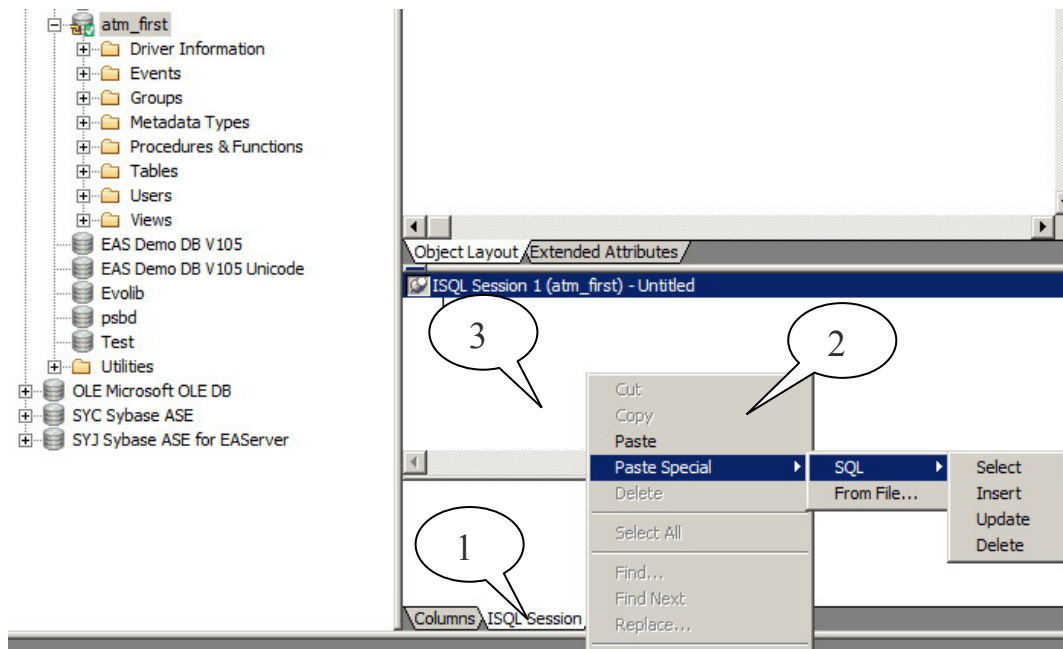 atm_first
Driver Information
Events
Groups
Metadata Types
Procedures & Functions
Tables
Users
Views
EAS Demo DB V105
EAS Demo DB V105 Unicode
Evolib
psbd
Test
Utilities
OLE Microsoft OLE DB
SYC Sybase ASE
SYJ Sybase ASE for EAServer
Object Layout Extended Attributes
ISQL Session 1 (atm_first) - Untitled
3
2
Cut
Copy
Paste
Paste Special
Delete
Select All
Find...
Find Next
Replace...
SQL
From File...
Select
Insert
Update
Delete
1
Columns ISQL Session